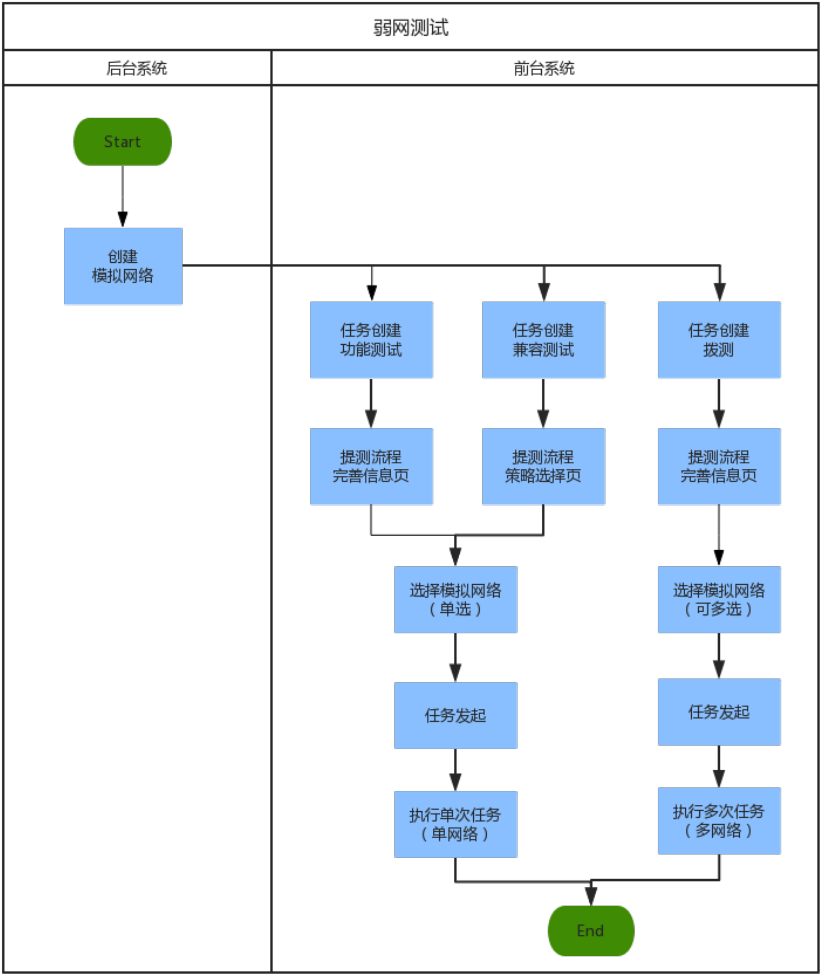 弱网测试
后台系统
前台系统
Start
创建
模拟网络
任务创建
功能测试
任务创建
兼容测试
任务创建
拨测
提测流程
完善信息页
提测流程
策略选择页
提测流程
完善信息页
选择模拟网络
（单选）
选择模拟网络
（可多选）
任务发起
任务发起
执行单次任务
（单网络）
执行多次任务
（多网络）
End